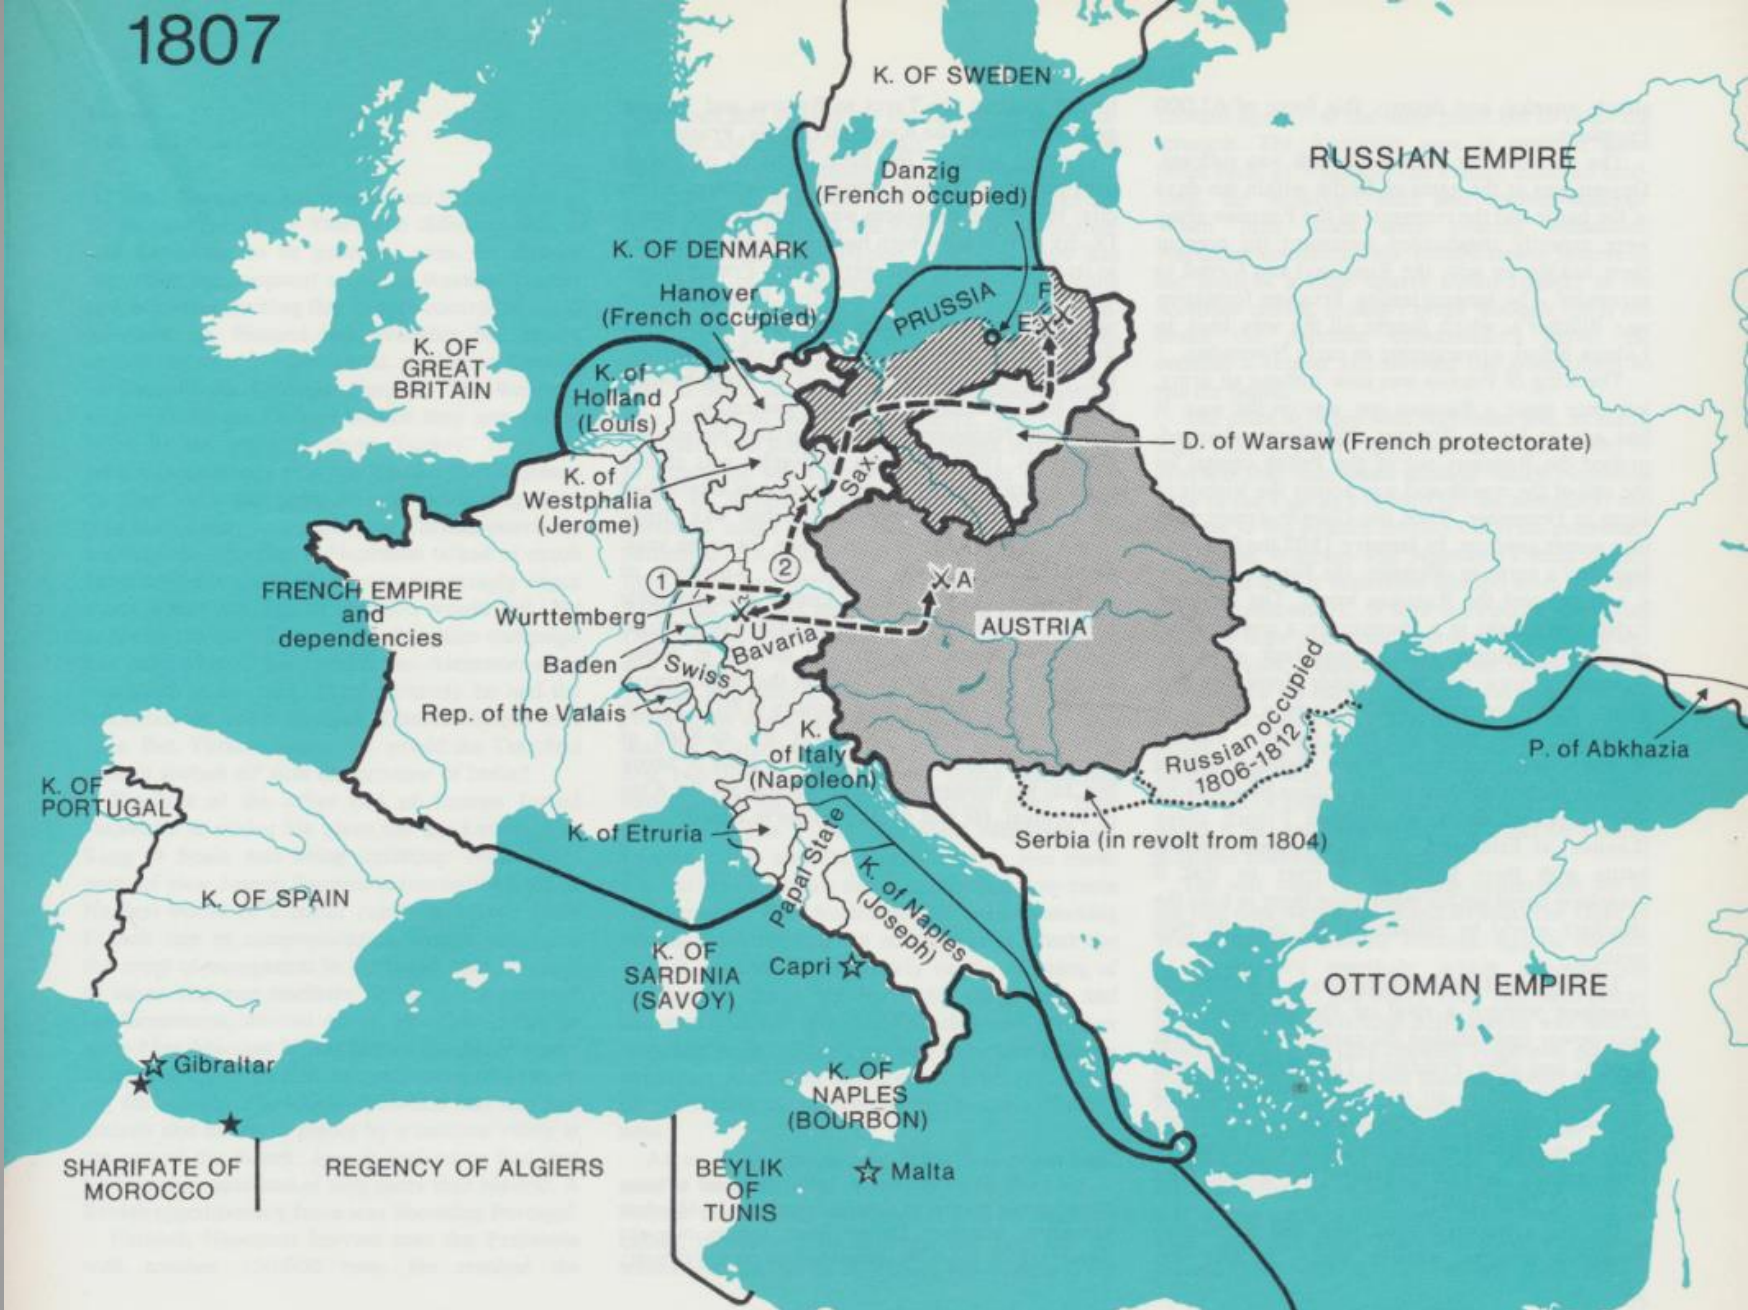 1807
K. OF SWEDEN
RUSSIAN EMPIRE
Danzig
(French occupied)
K. OF DENMARK
Hanover
(French occupied)
PRUSSIA
F
E
K. OF
GREAT
BRITAIN
K. of
Holland
(Louis)
D. of Warsaw (French protectorate)
K. of
Westphalia
(Jerome)
J
Sax.
1
2
A
FRENCH EMPIRE
and
dependencies
Wurttemberg
U
Bavaria
AUSTRIA
Baden
Swiss
Rep. of the Valais
K.
of Italy
(Napoleon)
Russian occupied
1806-1812
P. of Abkhazia
K. OF
PORTUGAL
K. of Etruria
Serbia (in revolt from 1804)
Papal State
K. of Naples
(Joseph)
K. OF SPAIN
K. OF
SARDINIA
(SAVOY)
Capri
OTTOMAN EMPIRE
Gibraltar
K. OF
NAPLES
(BOURBON)
SHARIFATE OF
MOROCCO
REGENCY OF ALGIERS
BEYLIK
OF
TUNIS
Malta